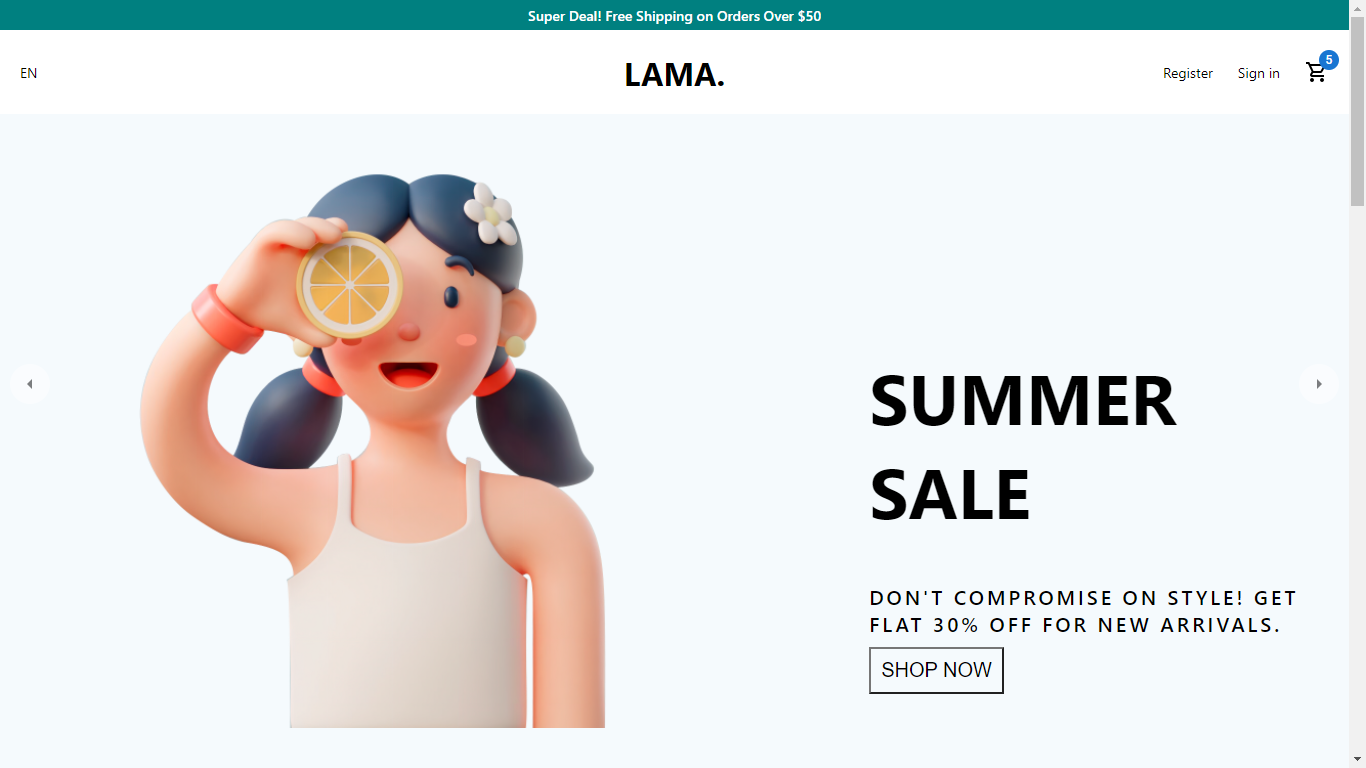 Super Deal! Free Shipping on Orders Over $50
EN
LAMA.
Register
Sign in
5
SUMMER
SALE
DON'T COMPROMISE ON STYLE! GET
FLAT 30% OFF FOR NEW ARRIVALS.
SHOP NOW